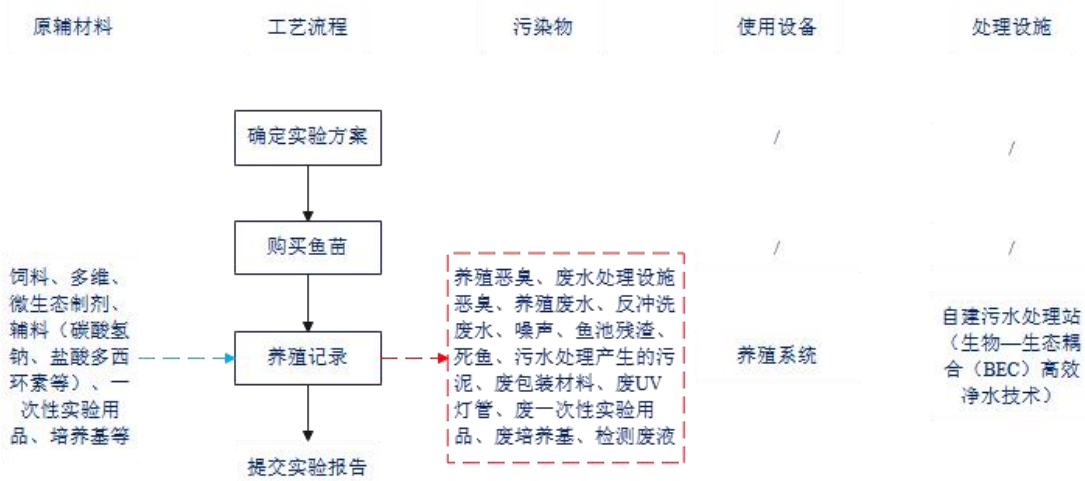 原辅材料
工艺流程
污染物
使用设备
处理设施
确定实验方案
/
/
购买鱼苗
/
/
饲料、多维、
微生态制剂、
辅料（碳酸氢
钠、盐酸多西
环素等）、一
次性实验用
品、培养基等
养殖记录
养殖恶臭、废水处理设施
恶臭、养殖废水、反冲洗
废水、噪声、鱼池残渣、
死鱼、污水处理产生的污
泥、废包装材料、废UV
灯管、废一次性实验用
品、废培养基、检测废液
养殖系统
自建污水处理站
（生物—生态耦
合（BEC）高效
净水技术）
提交实验报告